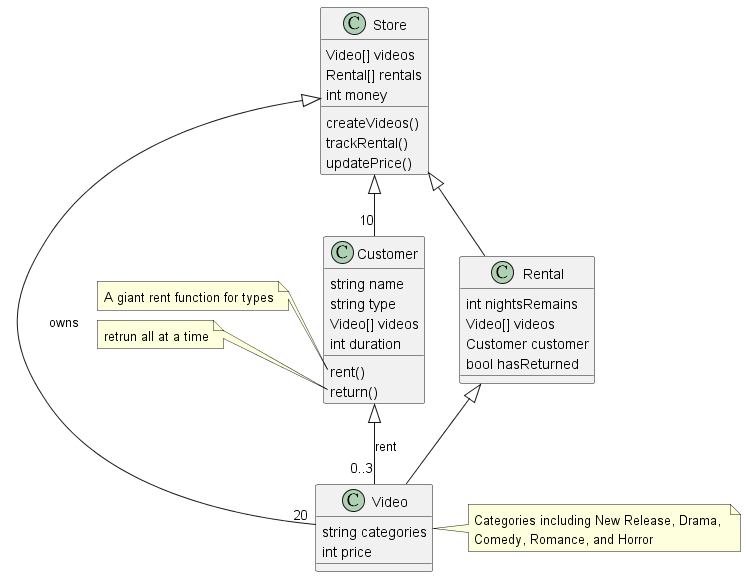 C Store
Video[] videos
Rental[] rentals
int money
createVideos()
trackRental()
updatePrice()
10
C Customer
string name
string type
Video[] videos
int duration
rent()
return()
A giant rent function for types
retrun all at a time
C Rental
int nightsRemains
Video[] videos
Customer customer
bool hasReturned
owns
rent
0..3
20
C Video
string categories
int price
Categories including New Release, Drama,
Comedy, Romance, and Horror